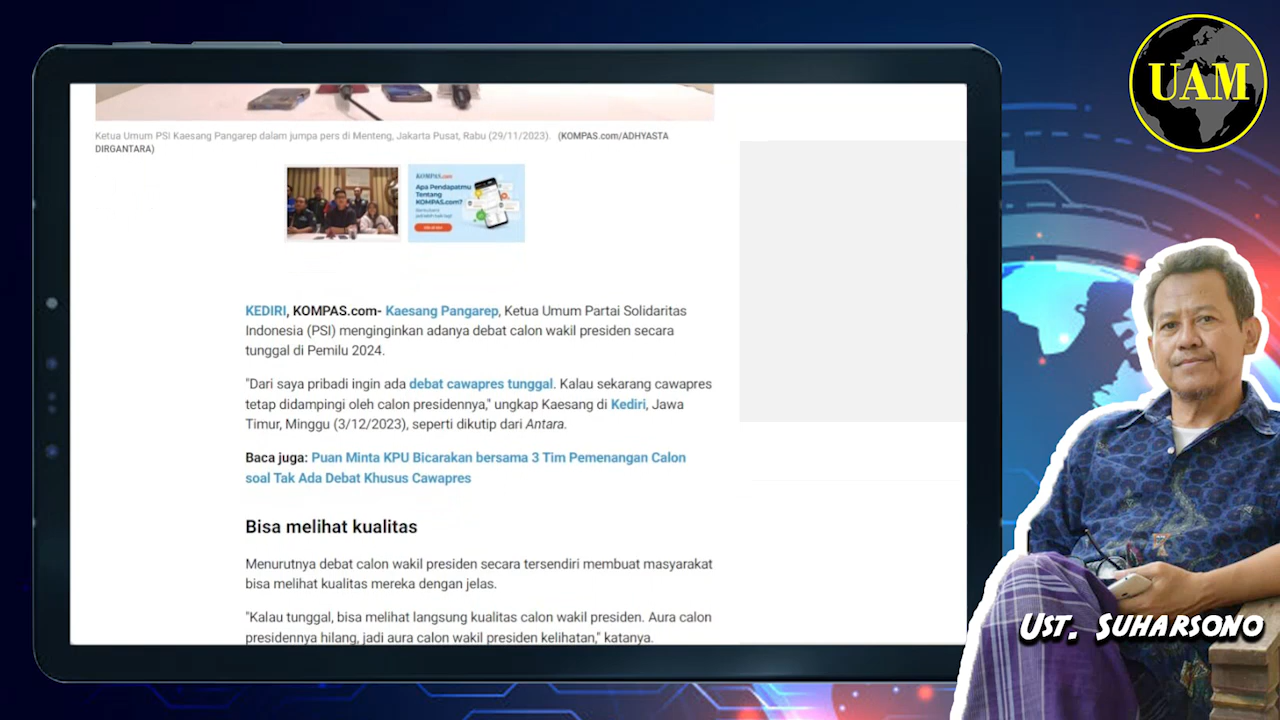 UAM
Ketua Umum PSI Kaesang Pangarep dalam jumpa pers di Menteng, Jakarta Pusat, Rabu (29/11/2023). (KOMPAS.com/ADHYASTA
DIRGANTARA)
KOMPAS.com
Apa Pendapatmu
Tentang
KOMPAS.com?
KEDIRI, KOMPAS.com- Kaesang Pangarep, Ketua Umum Partai Solidaritas
Indonesia (PSI) menginginkan adanya debat calon wakil presiden secara
tunggal di Pemilu 2024.
"Dari saya pribadi ingin ada debat cawapres tunggal. Kalau sekarang cawapres
tetap didampingi oleh calon presidennya," ungkap Kaesang di Kediri, Jawa
Timur, Minggu (3/12/2023), seperti dikutip dari Antara.
Baca juga: Puan Minta KPU Bicarakan bersama 3 Tim Pemenangan Calon
soal Tak Ada Debat Khusus Cawapres
Bisa melihat kualitas
Menurutnya debat calon wakil presiden secara tersendiri membuat masyarakat
bisa melihat kualitas mereka dengan jelas.
"Kalau tunggal, bisa melihat langsung kualitas calon wakil presiden. Aura calon
presidennya hilang, jadi aura calon wakil presiden kelihatan," katanya.
Ust. Suharsono